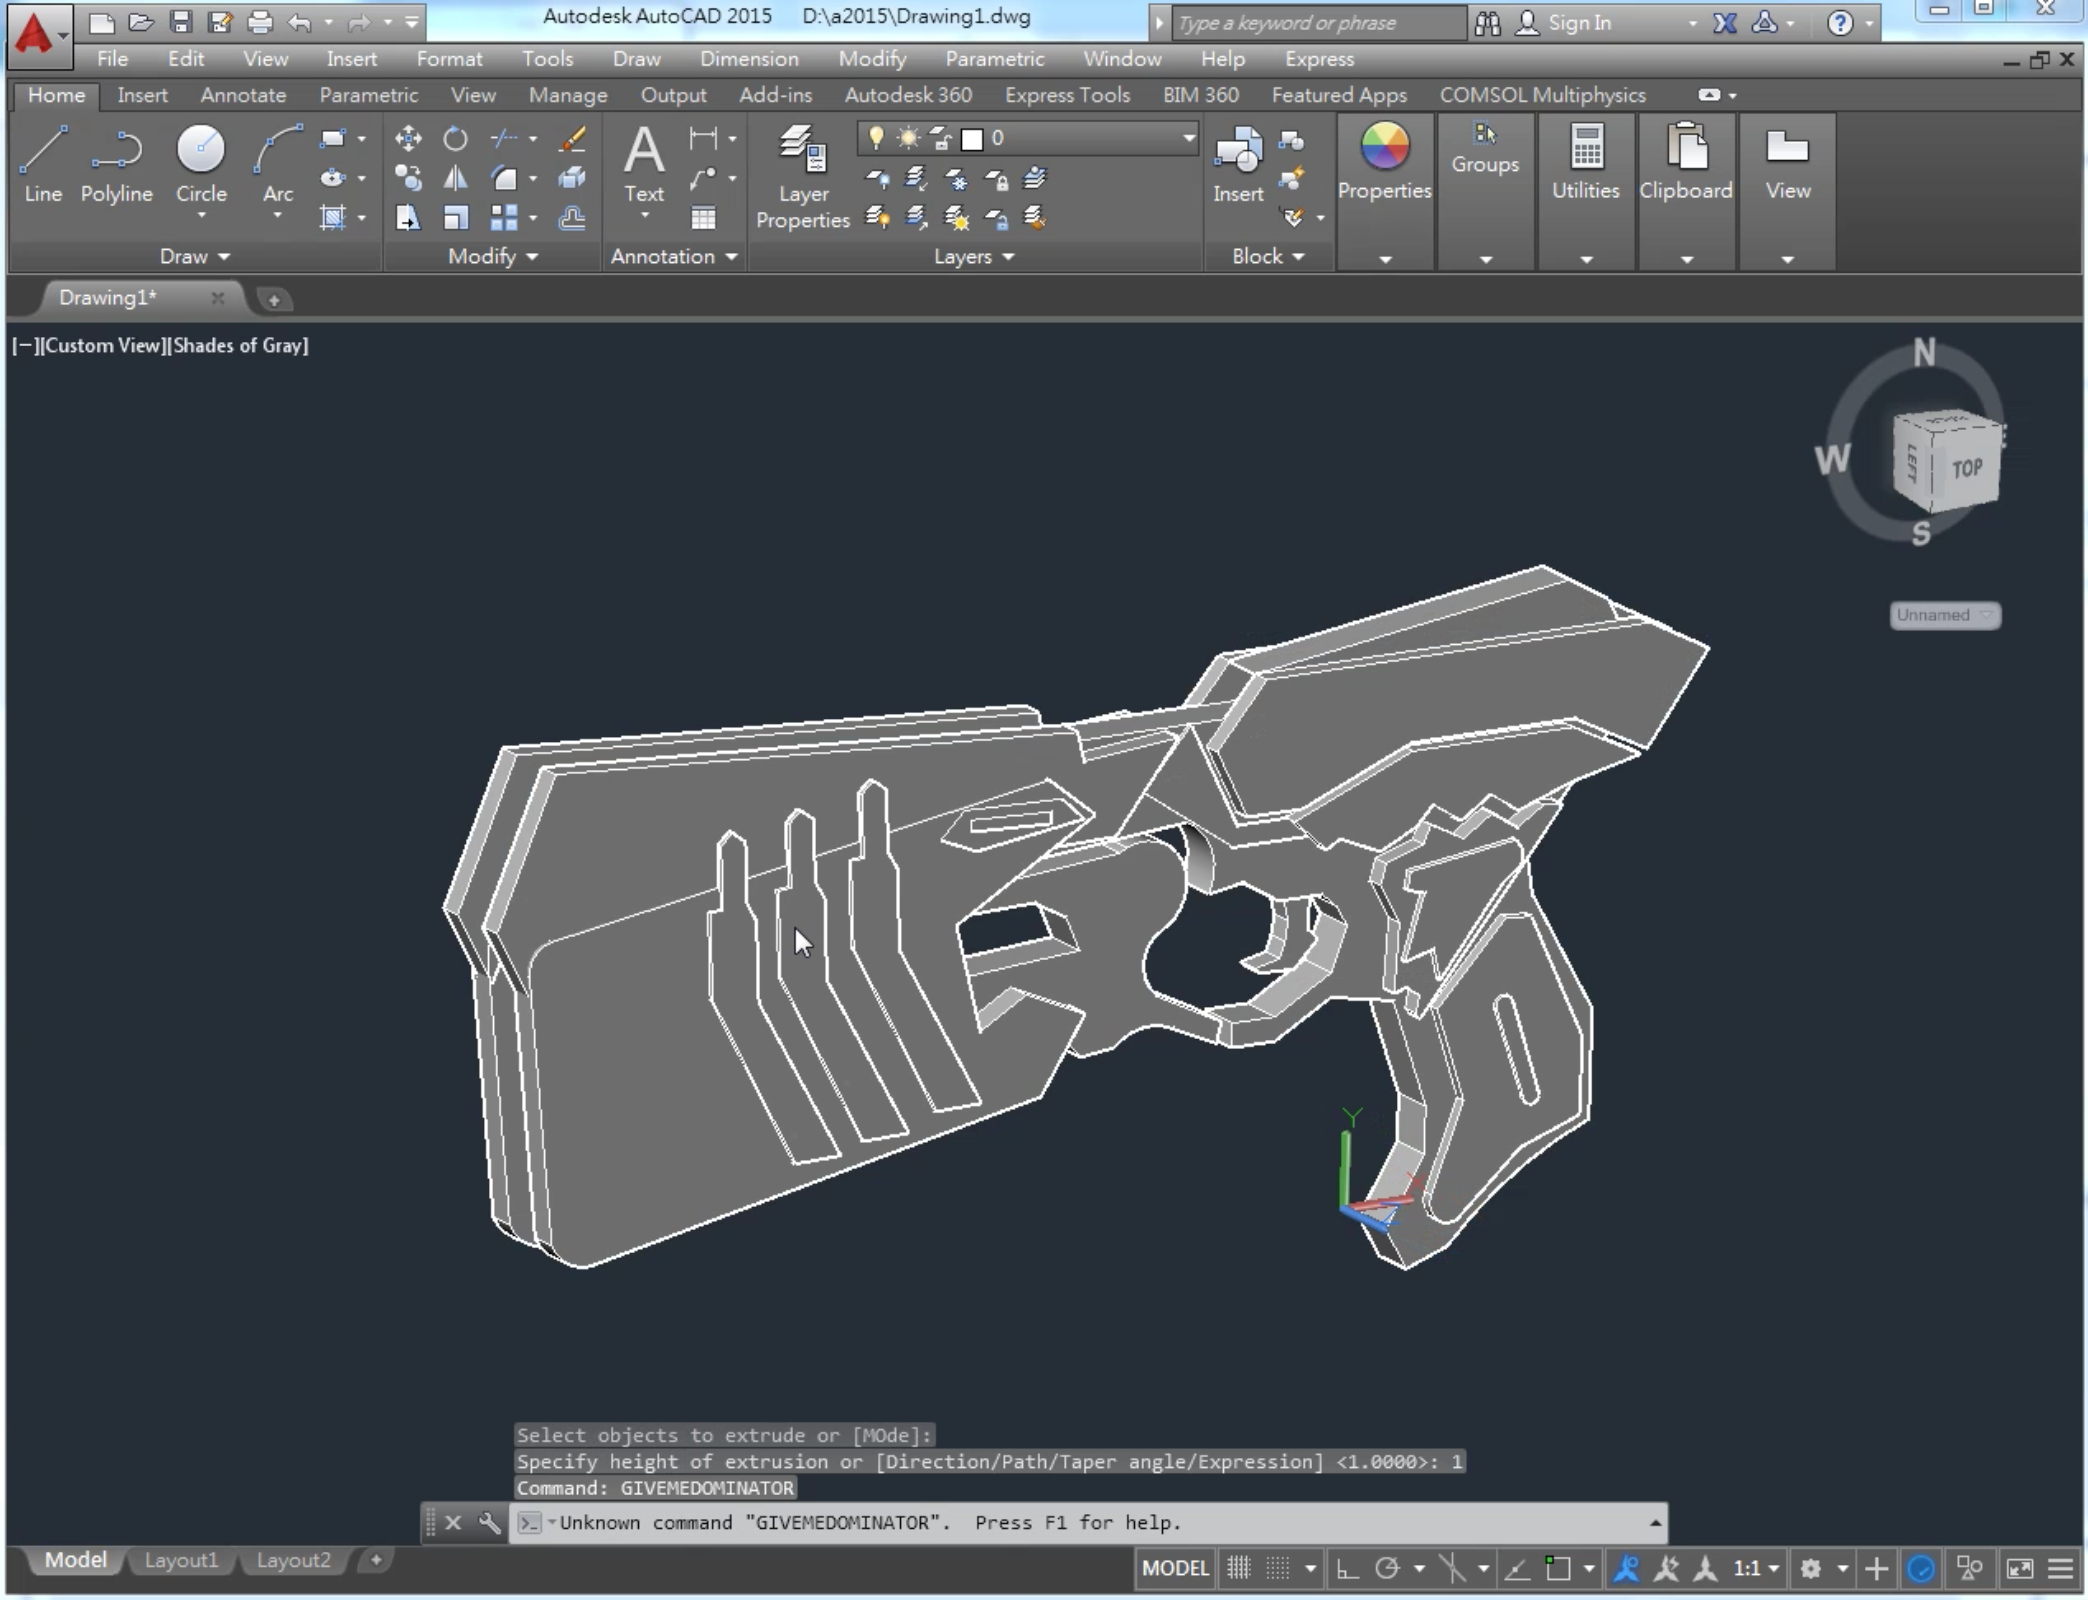 Autodesk AutoCAD 2015 D:\a2015\Drawing1.dwg
Type a keyword or phrase
Sign In
File Edit View Insert Format Tools Draw Dimension Modify Parametric Window Help Express
Home Insert Annotate Parametric View Manage Output Add-ins Autodesk 360 Express Tools BIM 360 Featured Apps COMSOL Multiphysics
0
Line Polyline Circle Arc
Text
Layer Properties
Insert
Properties
Groups
Utilities
Clipboard
View
Draw
Modify
Annotation
Layers
Block
Drawing1*
[−][Custom View][Shades of Gray]
N
W
E
LEFT
TOP
S
Unnamed
Y
X
Select objects to extrude or [MOde]:
Specify height of extrusion or [Direction/Path/Taper angle/Expression] <1.0000>: 1
Command: GIVEMEDOMINATOR
Unknown command "GIVEMEDOMINATOR".  Press F1 for help.
Model Layout1 Layout2
MODEL
1:1